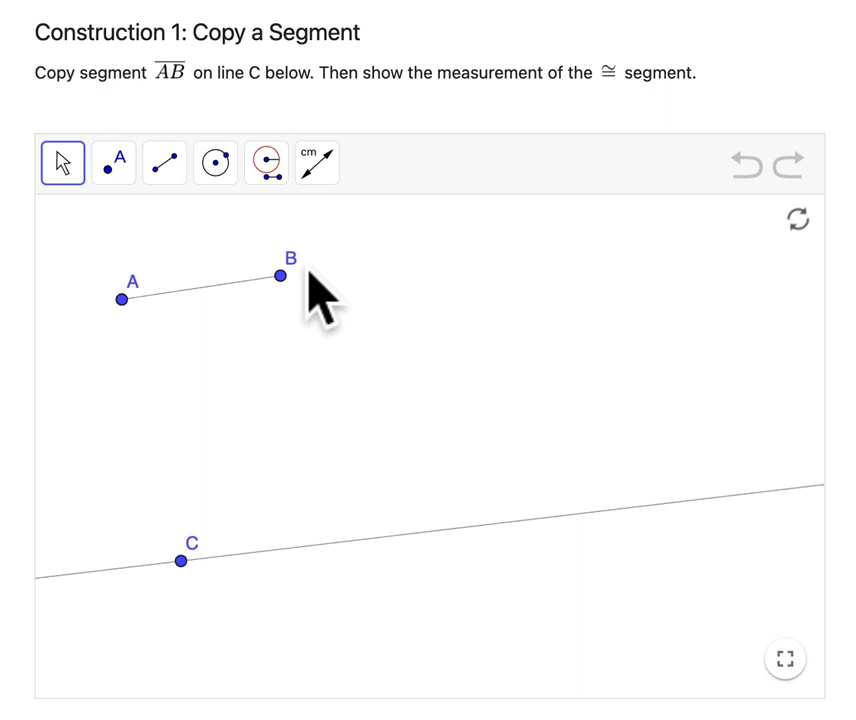 Construction 1: Copy a Segment
Copy segment AB on line C below. Then show the measurement of the ≅ segment.
A
cm
B
A
C